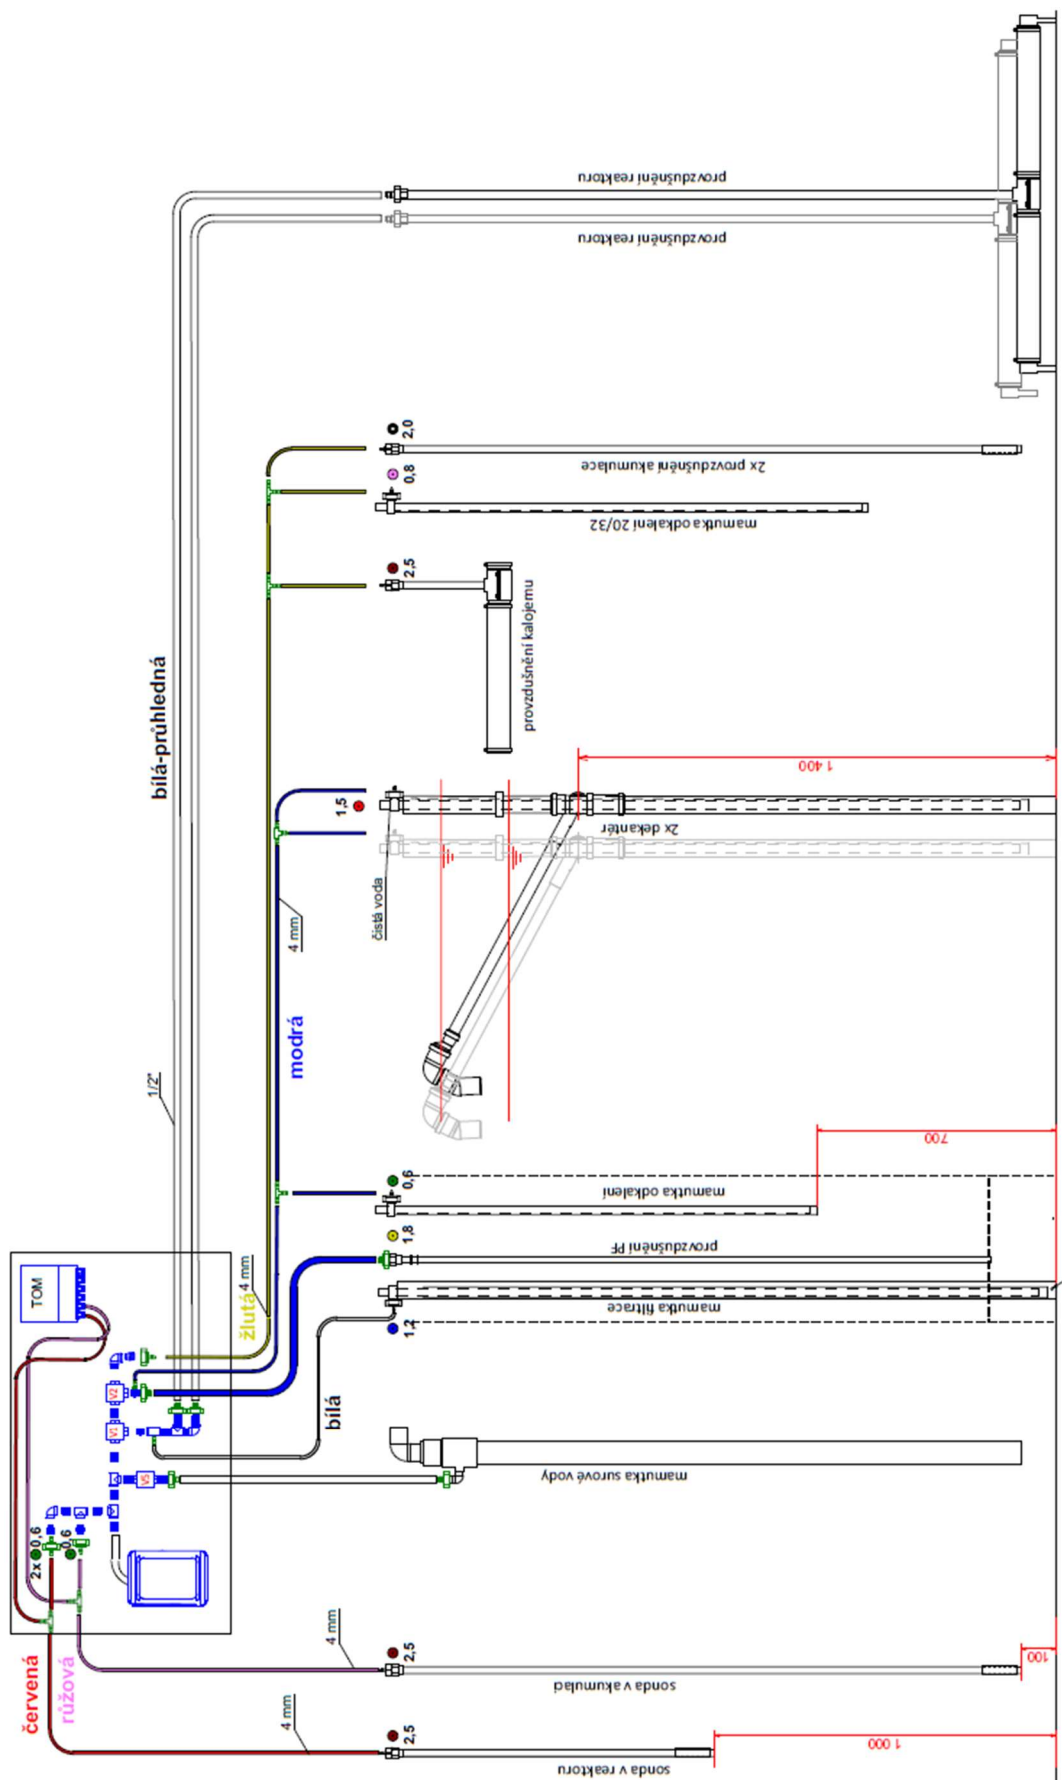 červená
růžová
2x 0,6
0,6
TOM
V5
V1
V2
4 mm
4 mm
žlutá
4 mm
bílá
1/2"
bílá-průhledná
modrá
4 mm
čistá voda
2,5
2,5
1,2
1,8
0,6
1,5
2,5
0,8
2,0
sonda v reaktoru
sonda v akumulaci
mamutka surové vody
mamutka filtrace
provzdušnění PF
mamutka odkalení
2x dekantér
provzdušnění kalojemu
mamutka odkalení 20/32
2x provzdušnění akumulace
provzdušnění reaktoru
provzdušnění reaktoru
1 000
100
700
1 400